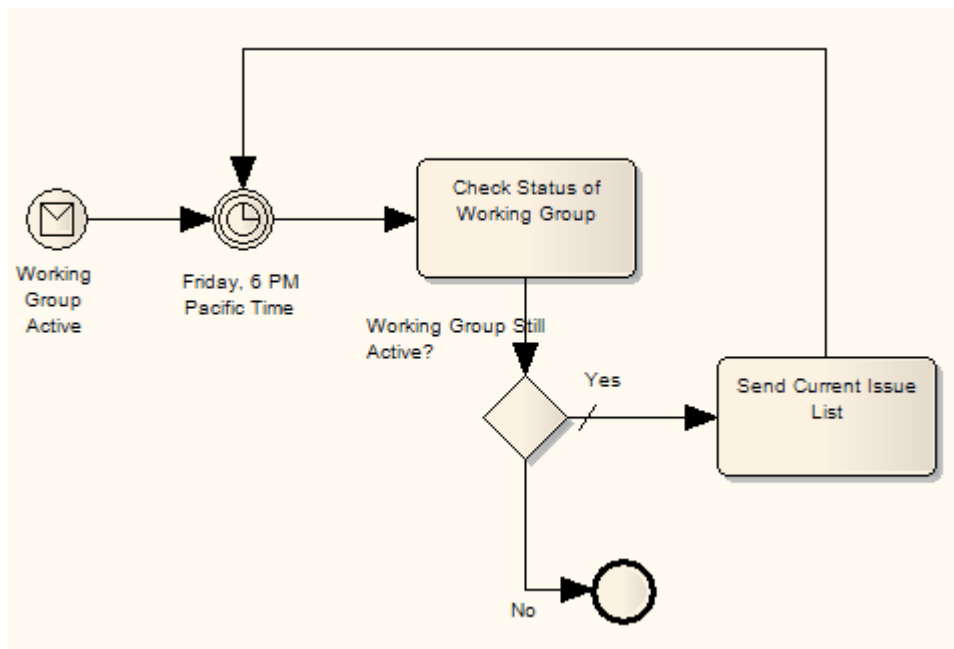 Check Status of
Working Group
Working
Group
Active
Friday, 6 PM
Pacific Time
Working Group Still
Active?
Yes
Send Current Issue
List
No